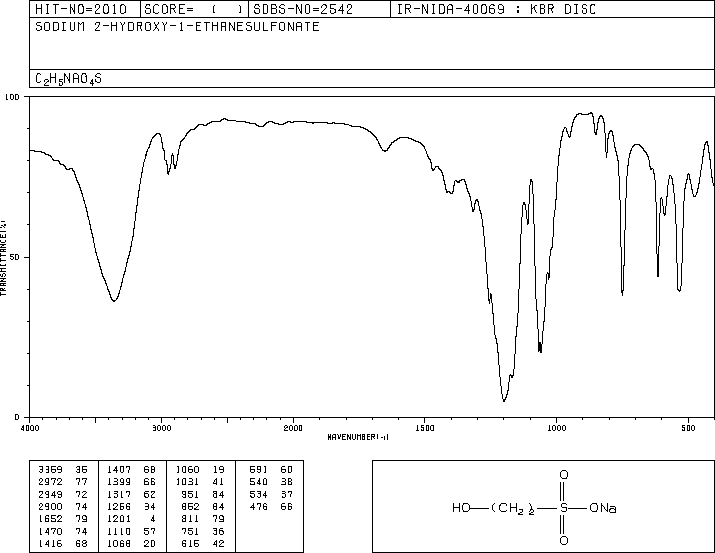 HIT-NO=2010 SCORE= ( ) SDBS-NO=2542 IR-NIDA-40069 : KBR DISC
SODIUM 2-HYDROXY-1-ETHANESULFONATE
C2H5NAO4S
100
50
0
TRANSMITTANCE(%)
4000 3000 2000 1500 1000 500
WAVENUMBER(-1)
3369 36 1407 68 1060 19 591 60
2972 77 1399 66 1031 41 540 38
2949 72 1317 62 951 84 534 37
2900 74 1256 34 852 84 476 66
1652 79 1201 4 811 79
1470 74 1110 57 751 36
1416 68 1068 20 615 42
O
HO—(CH2)2—S—ONa
O